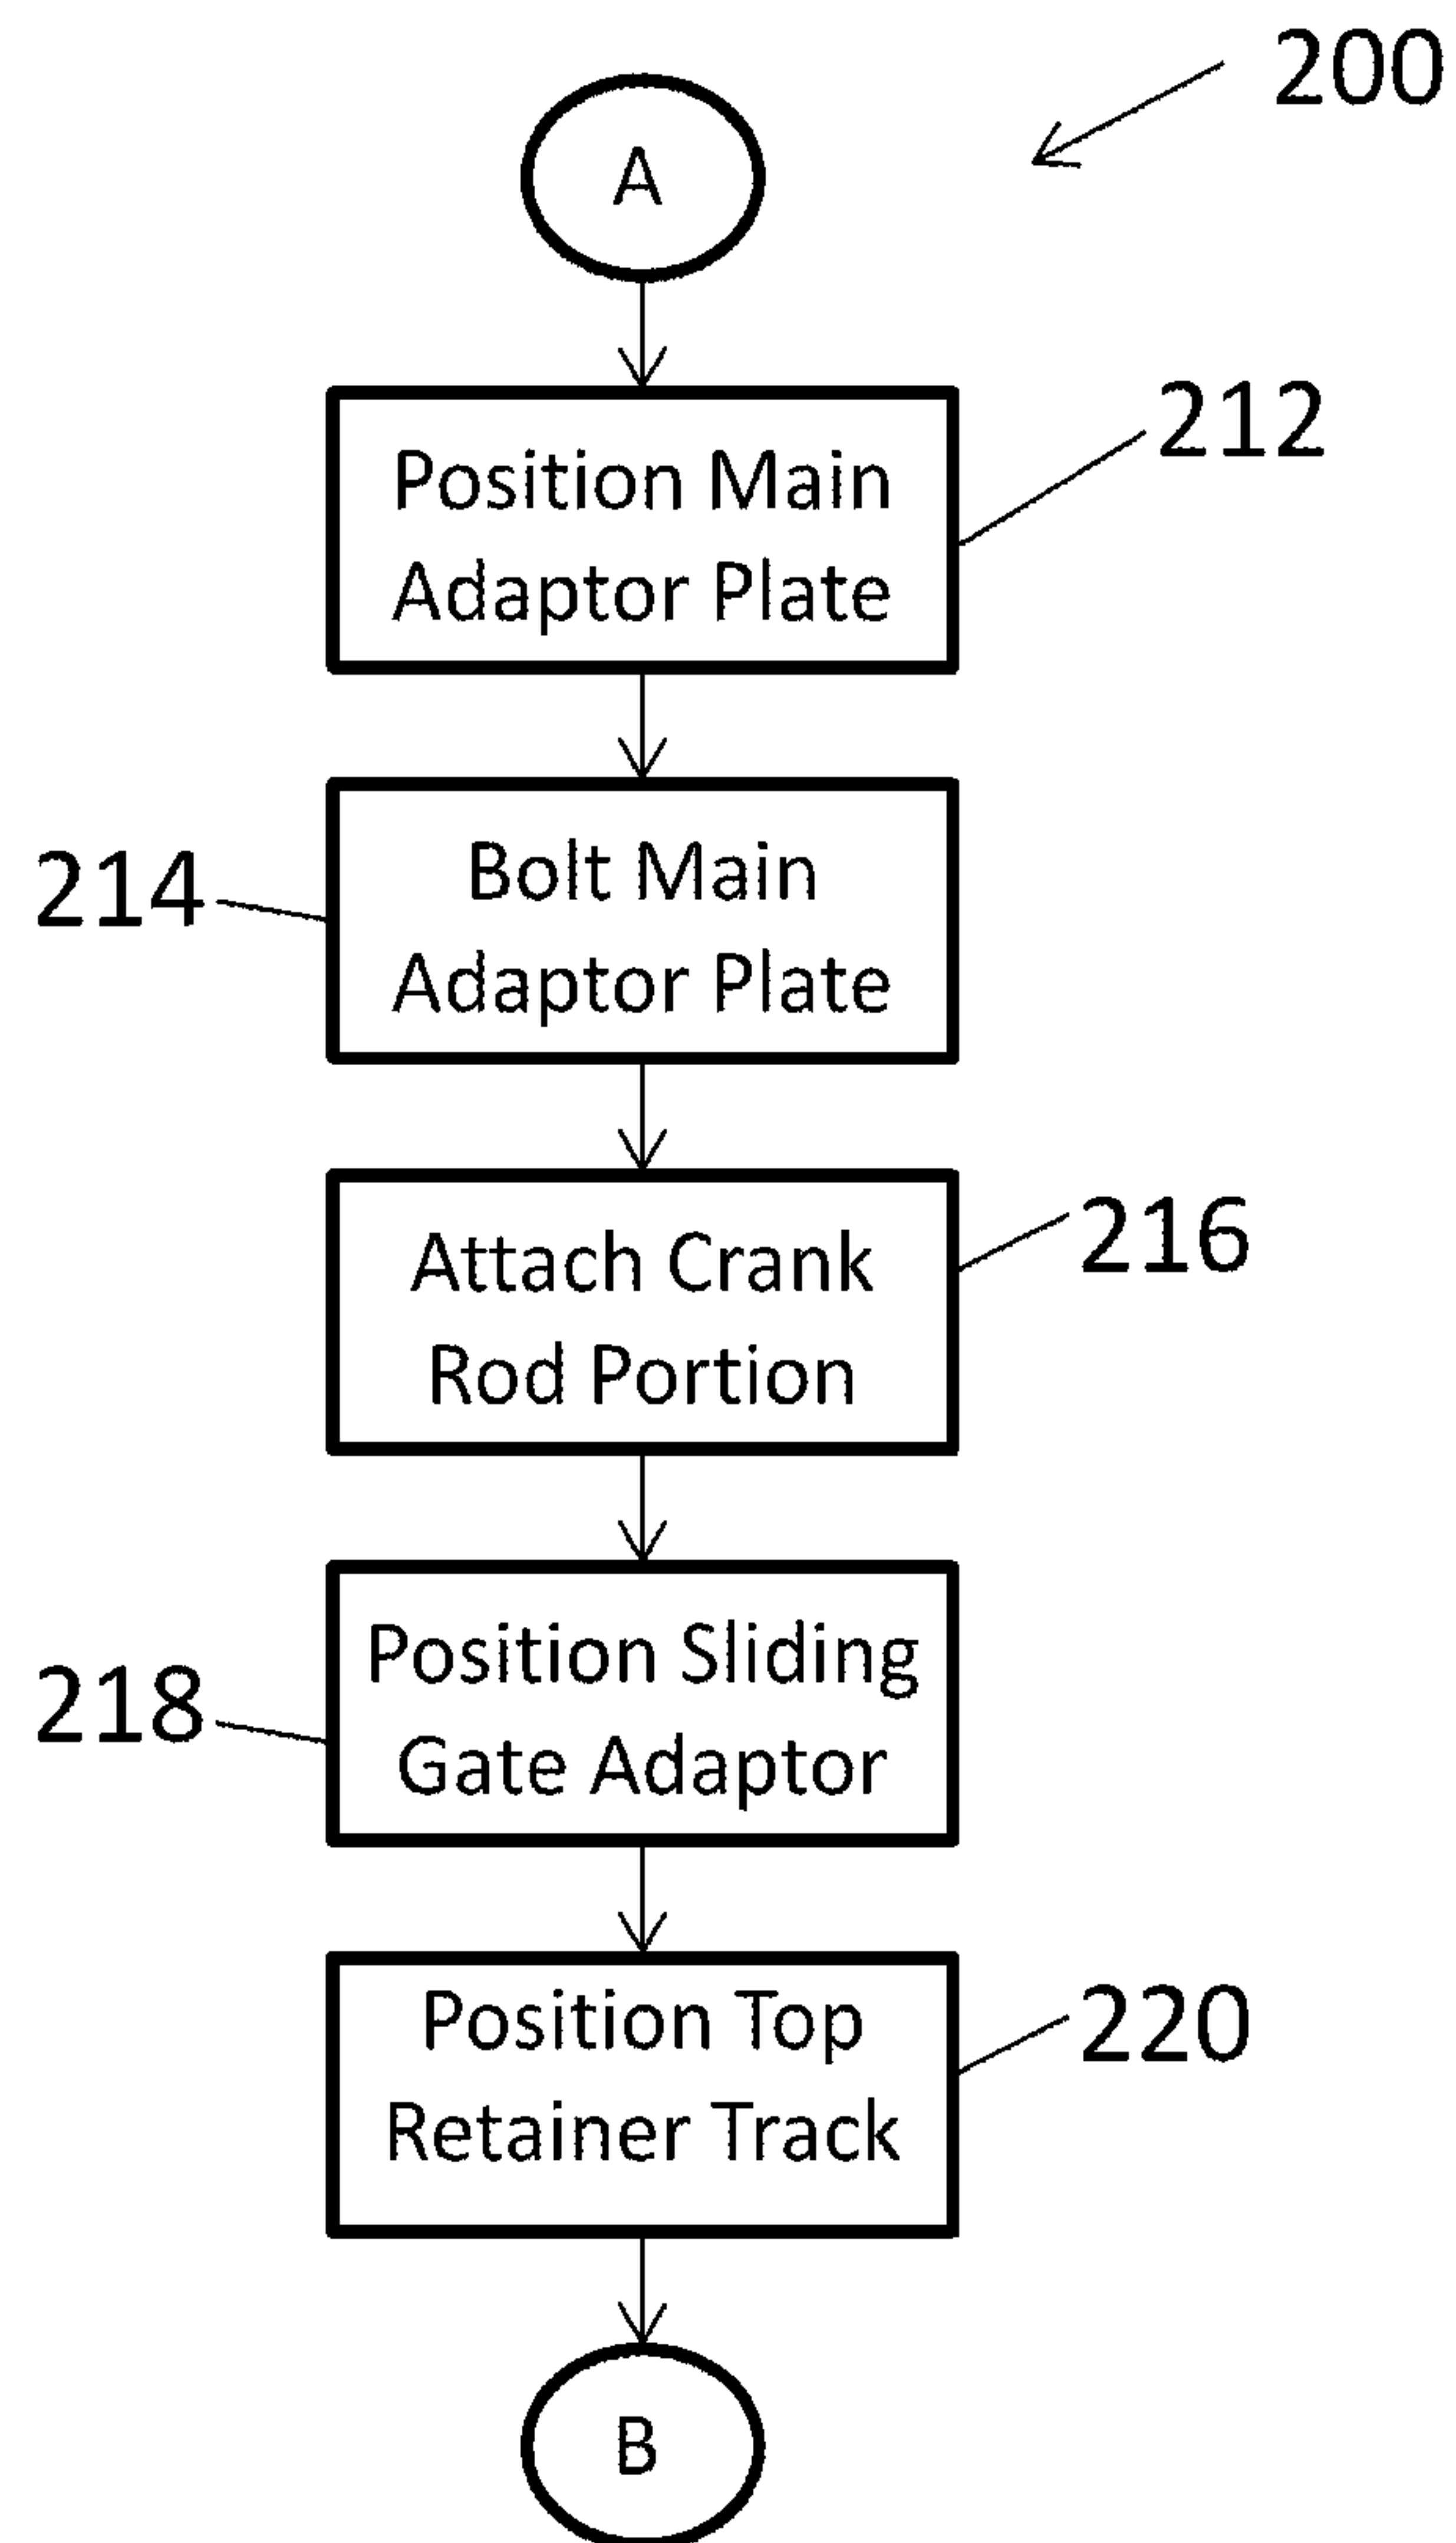 200
A
Position Main
Adaptor Plate
212
Bolt Main
Adaptor Plate
214
Attach Crank
Rod Portion
216
Position Sliding
Gate Adaptor
218
Position Top
Retainer Track
220
B